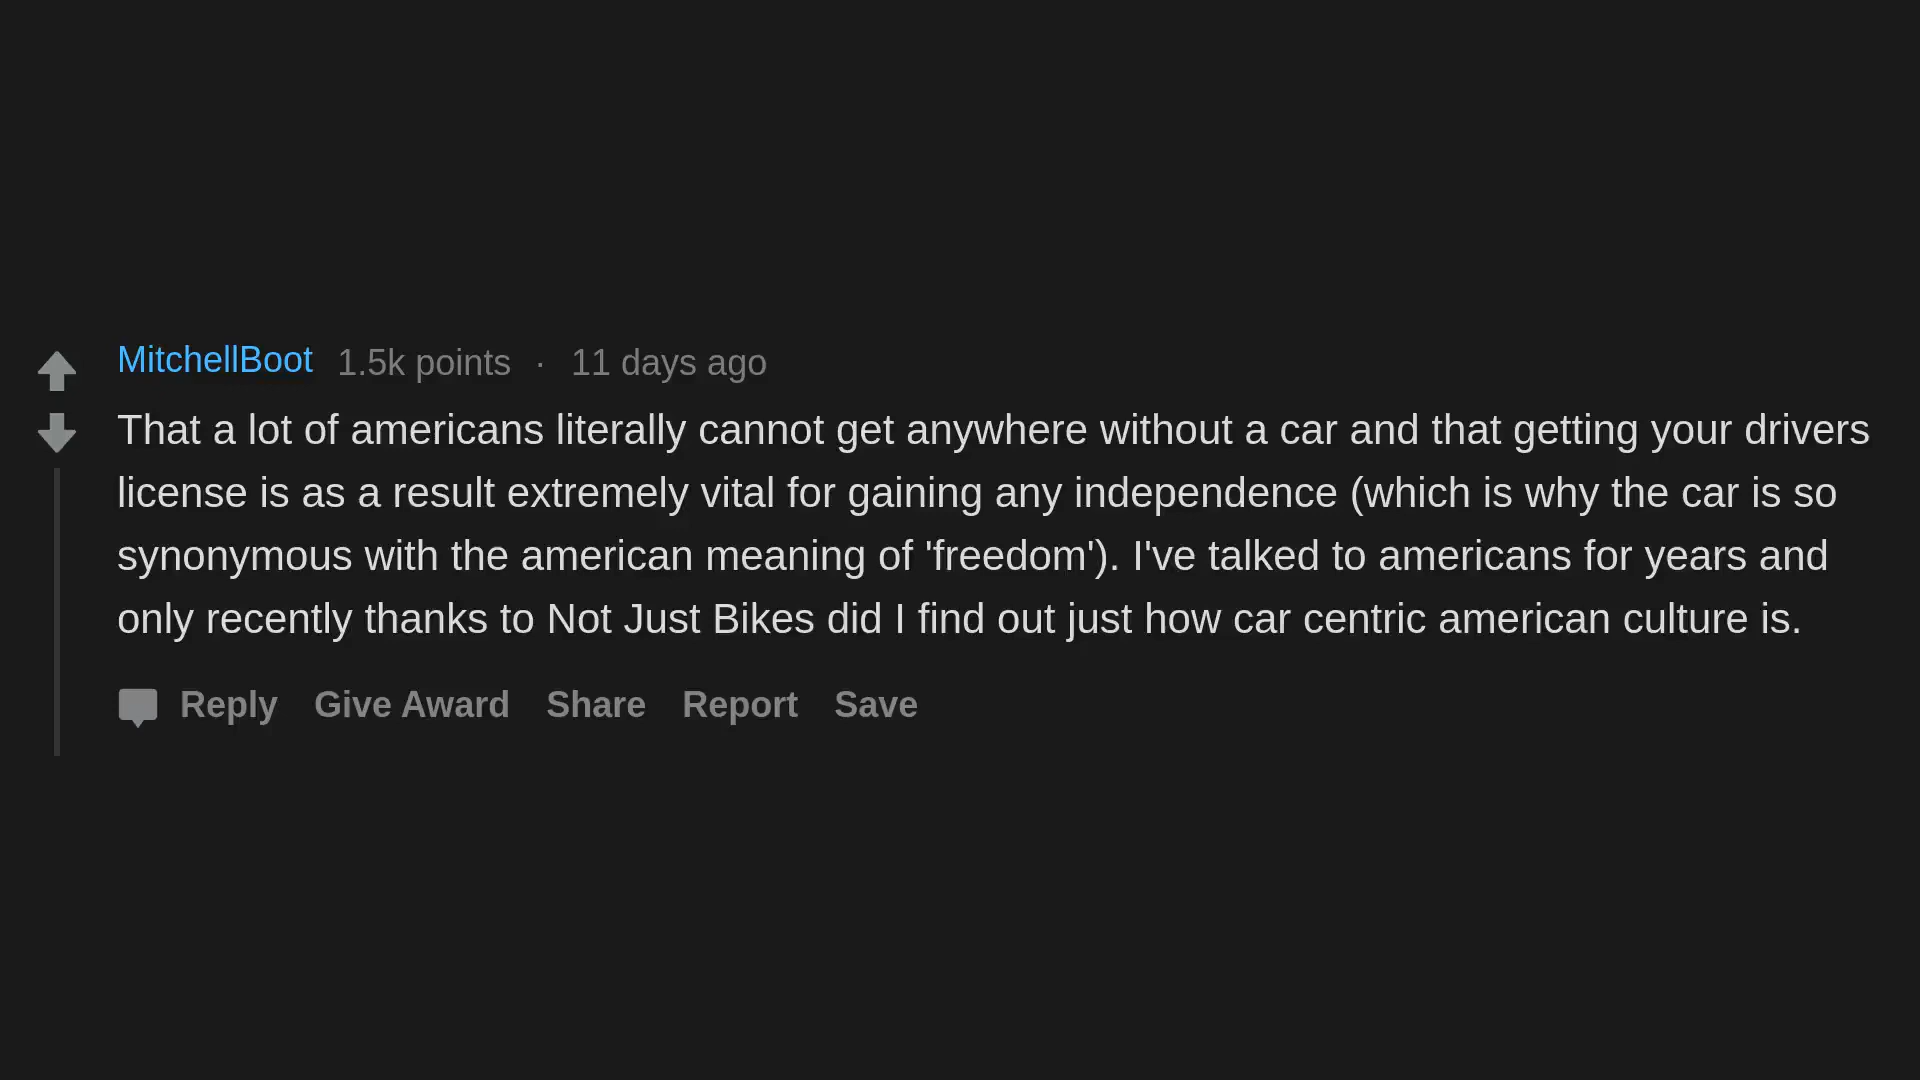 MitchellBoot 1.5k points · 11 days ago
That a lot of americans literally cannot get anywhere without a car and that getting your drivers
license is as a result extremely vital for gaining any independence (which is why the car is so
synonymous with the american meaning of 'freedom'). I've talked to americans for years and
only recently thanks to Not Just Bikes did I find out just how car centric american culture is.
Reply Give Award Share Report Save